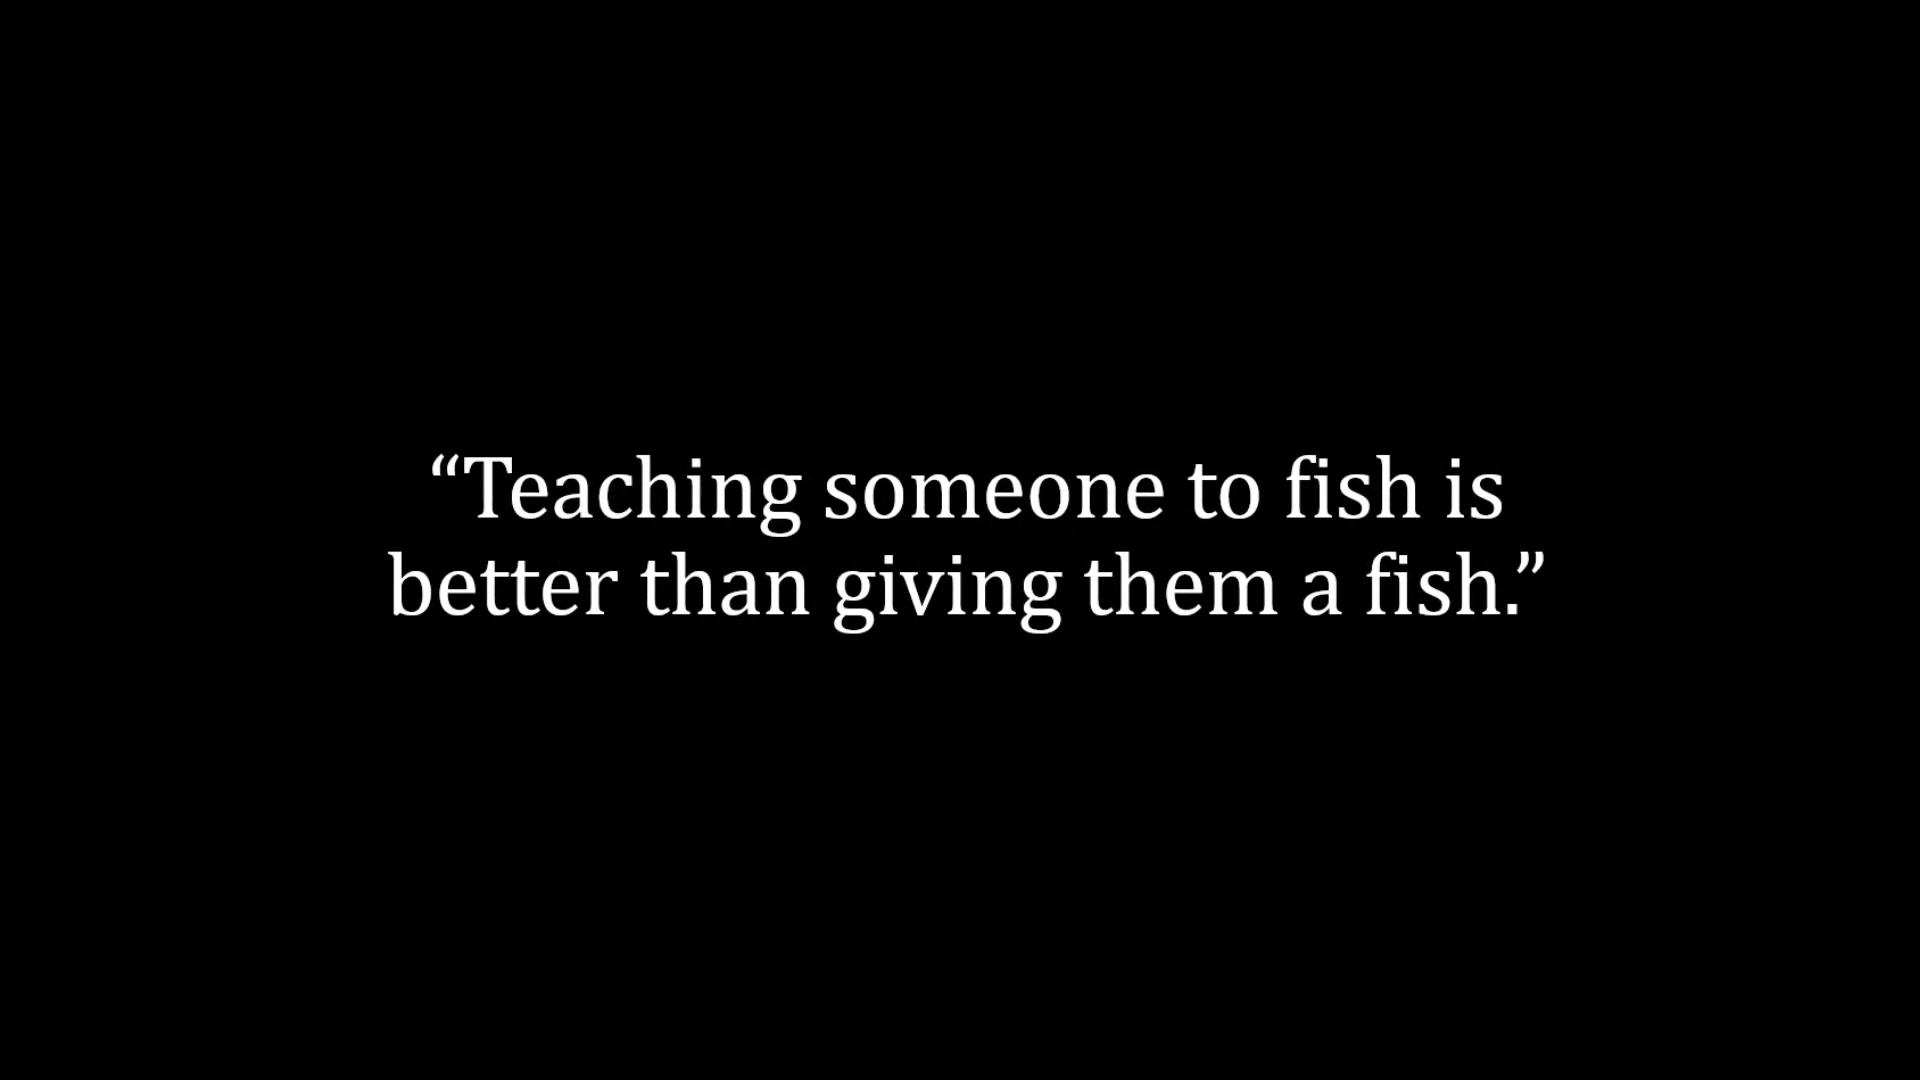 “Teaching someone to fish is
better than giving them a fish.”